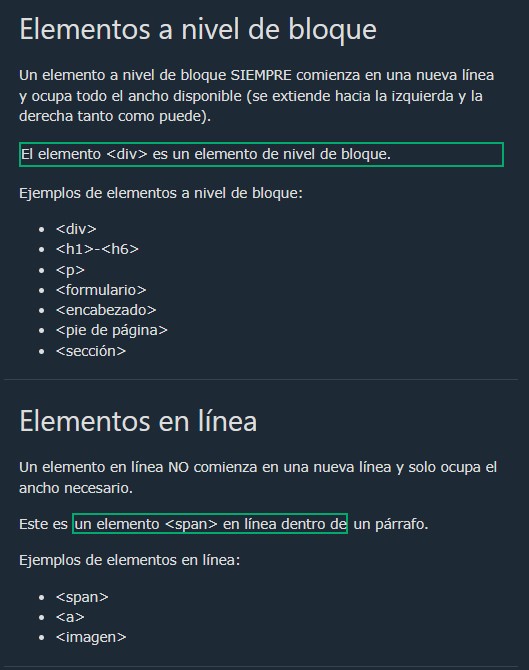 Elementos a nivel de bloque
Un elemento a nivel de bloque SIEMPRE comienza en una nueva línea
y ocupa todo el ancho disponible (se extiende hacia la izquierda y la
derecha tanto como puede).
El elemento <div> es un elemento de nivel de bloque.
Ejemplos de elementos a nivel de bloque:
• <div>
• <h1>-<h6>
• <p>
• <formulario>
• <encabezado>
• <pie de página>
• <sección>
Elementos en línea
Un elemento en línea NO comienza en una nueva línea y solo ocupa el
ancho necesario.
Este es un elemento <span> en línea dentro de un párrafo.
Ejemplos de elementos en línea:
• <span>
• <a>
• <imagen>